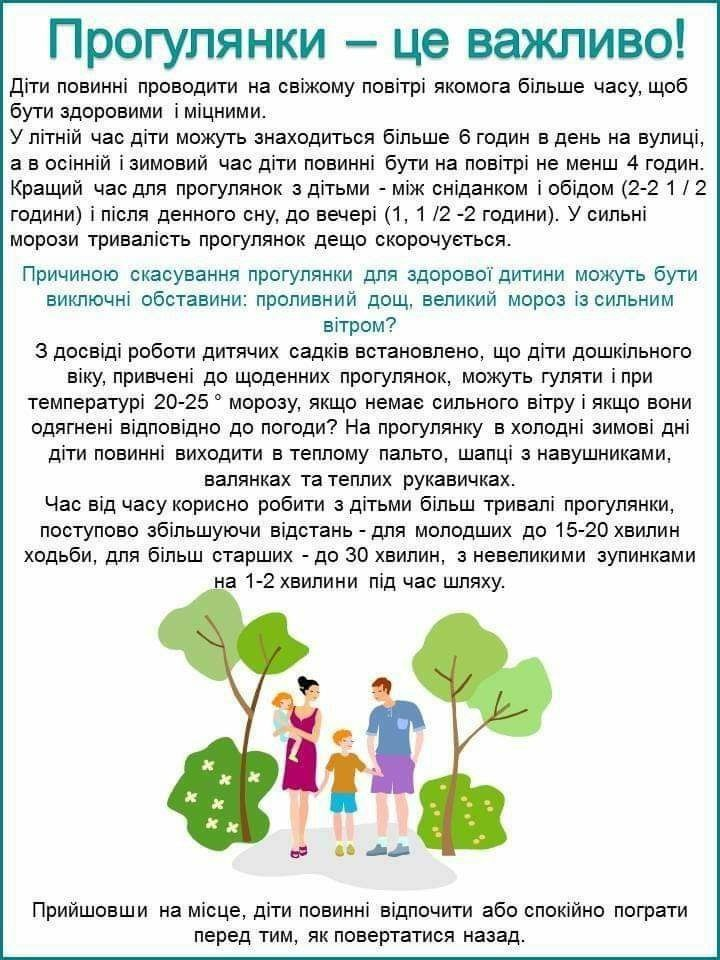 Прогулянки – це важливо!
Діти повинні проводити на свіжому повітрі якомога більше часу, щоб
бути здоровими і міцними.
У літній час діти можуть знаходиться більше 6 годин в день на вулиці,
а в осінній і зимовий час діти повинні бути на повітрі не менш 4 годин.
Кращий час для прогулянок з дітьми - між сніданком і обідом (2-2 1 / 2
години) і після денного сну, до вечері (1, 1 /2 -2 години). У сильні
морози тривалість прогулянок дещо скорочується.
Причиною скасування прогулянки для здорової дитини можуть бути
виключні обставини: проливний дощ, великий мороз із сильним
вітром?
З досвіді роботи дитячих садків встановлено, що діти дошкільного
віку, привчені до щоденних прогулянок, можуть гуляти і при
температурі 20-25 ° морозу, якщо немає сильного вітру і якщо вони
одягнені відповідно до погоди? На прогулянку в холодні зимові дні
діти повинні виходити в теплому пальто, шапці з навушниками,
валянках та теплих рукавичках.
Час від часу корисно робити з дітьми більш тривалі прогулянки,
поступово збільшуючи відстань - для молодших до 15-20 хвилин
ходьби, для більш старших - до 30 хвилин, з невеликими зупинками
на 1-2 хвилини під час шляху.
Прийшовши на місце, діти повинні відпочити або спокійно пограти
перед тим, як повертатися назад.